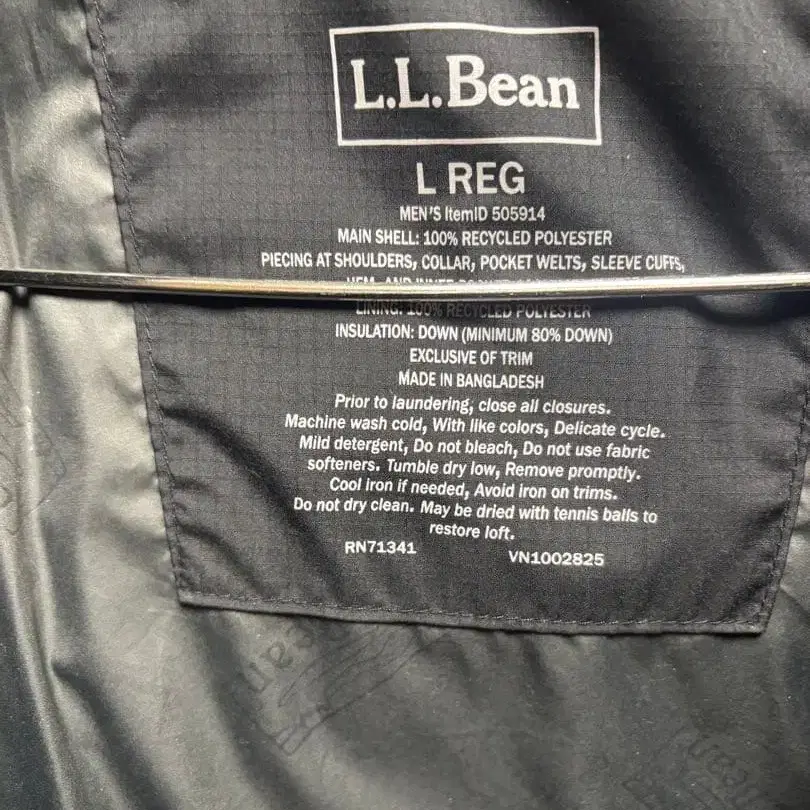 L.L.Bean
L REG
MEN'S ItemID 505914
MAIN SHELL: 100% RECYCLED POLYESTER
PIECING AT SHOULDERS, COLLAR, POCKET WELTS, SLEEVE CUFFS,
HEM, AND INNER
LINING: 100% RECYCLED POLYESTER
INSULATION: DOWN (MINIMUM 80% DOWN)
EXCLUSIVE OF TRIM
MADE IN BANGLADESH
Prior to laundering, close all closures.
Machine wash cold, With like colors, Delicate cycle.
Mild detergent, Do not bleach, Do not use fabric
softeners. Tumble dry low, Remove promptly.
Cool iron if needed, Avoid iron on trims.
Do not dry clean. May be dried with tennis balls to
restore loft.
RN71341 VN1002825